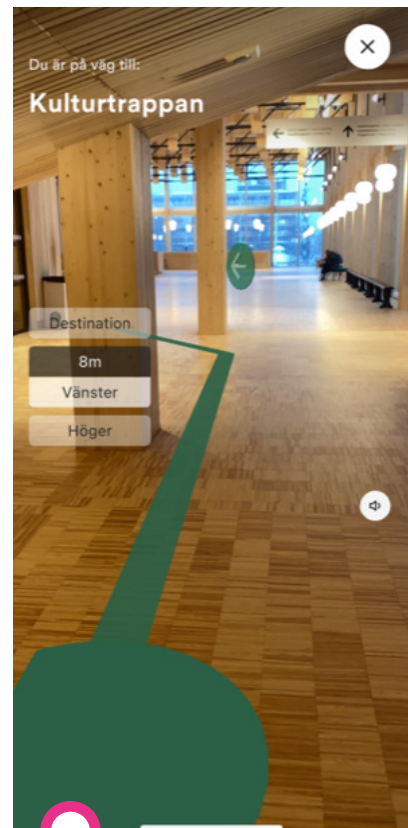 Du är på väg till:
Kulturtrappan
Destination
8m
Vänster
Höger